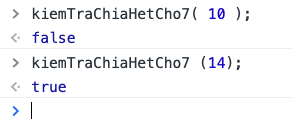 > kiemTraChiaHetCho7( 10 );
< false
> kiemTraChiaHetCho7 (14);
< true
>